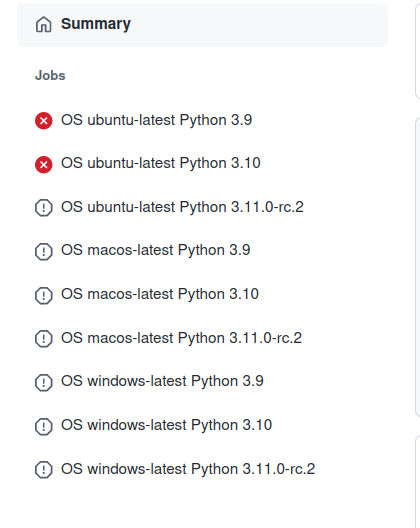 Summary
Jobs
OS ubuntu-latest Python 3.9
OS ubuntu-latest Python 3.10
OS ubuntu-latest Python 3.11.0-rc.2
OS macos-latest Python 3.9
OS macos-latest Python 3.10
OS macos-latest Python 3.11.0-rc.2
OS windows-latest Python 3.9
OS windows-latest Python 3.10
OS windows-latest Python 3.11.0-rc.2